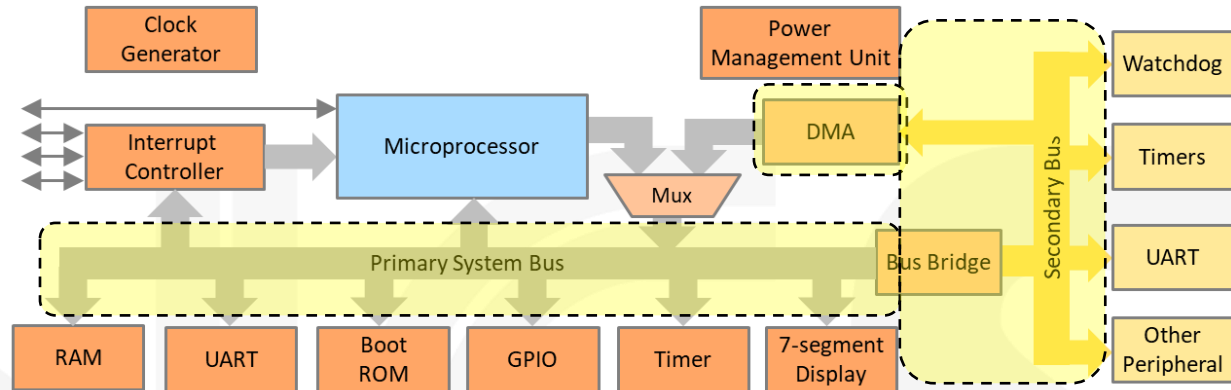 Clock
Generator
Power
Management Unit
Watchdog
DMA
Interrupt
Controller
Microprocessor
Timers
Mux
Secondary Bus
Primary System Bus
Bus Bridge
UART
RAM
UART
Boot
ROM
GPIO
Timer
7-segment
Display
Other
Peripheral